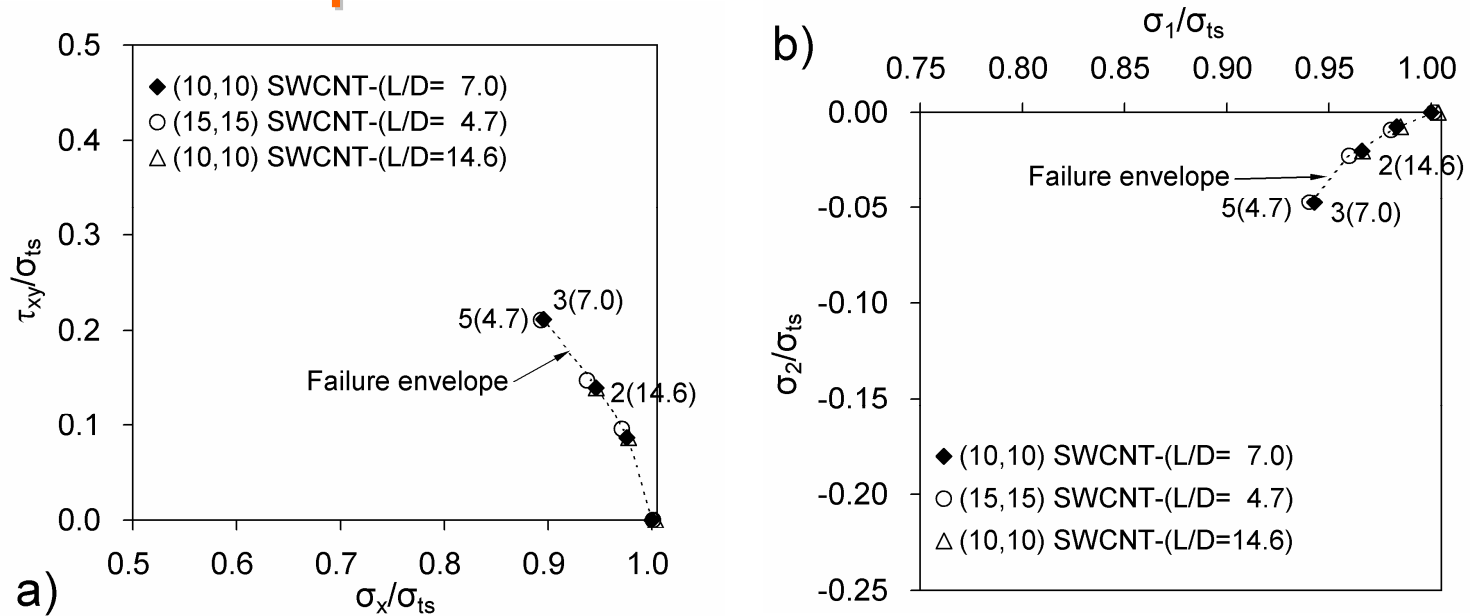 0.5
0.4
0.3
0.2
0.1
0.0
τxy/σts
(10,10) SWCNT-(L/D= 7.0)
(15,15) SWCNT-(L/D= 4.7)
(10,10) SWCNT-(L/D=14.6)
3(7.0)
5(4.7)
Failure envelope
2(14.6)
0.5 0.6 0.7 0.8 0.9 1.0
σx/σts
a)
b)
σ1/σts
0.75 0.80 0.85 0.90 0.95 1.00
0.00
-0.05
-0.10
-0.15
-0.20
-0.25
σ2/σts
2(14.6)
Failure envelope
5(4.7)
3(7.0)
(10,10) SWCNT-(L/D= 7.0)
(15,15) SWCNT-(L/D= 4.7)
(10,10) SWCNT-(L/D=14.6)